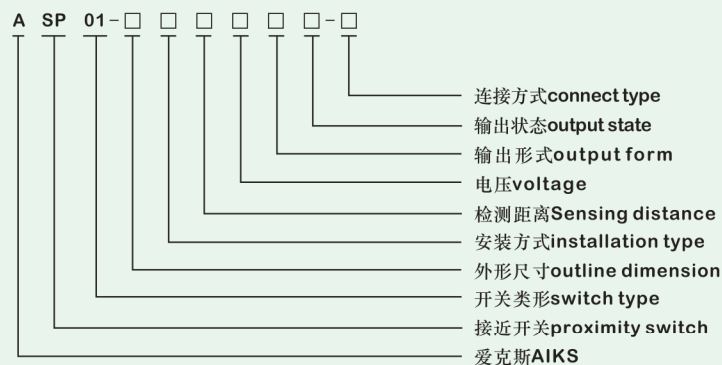 A SP 01-□ □ □ □ □ □-□
连接方式connect type
输出状态output state
输出形式output form
电压voltage
检测距离Sensing distance
安装方式installation type
外形尺寸outline dimension
开关类形switch type
接近开关proximity switch
爱克斯AIKS